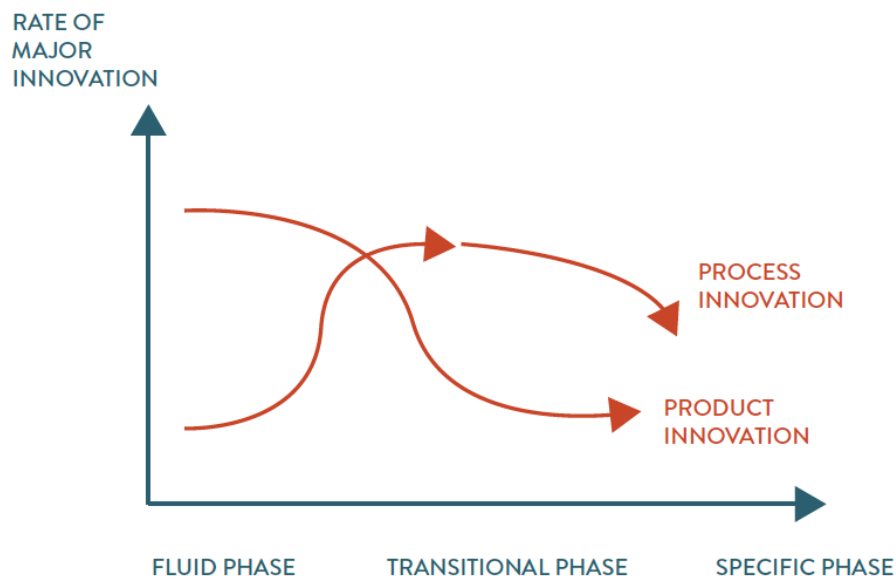 RATE OF
MAJOR
INNOVATION
PROCESS
INNOVATION
PRODUCT
INNOVATION
FLUID PHASE
TRANSITIONAL PHASE
SPECIFIC PHASE